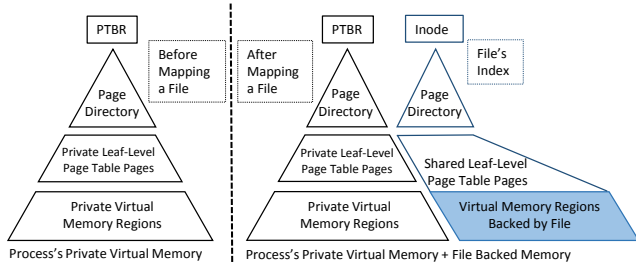 PTBR
Before
Mapping
a File
Page
Directory
Private Leaf-Level
Page Table Pages
Private Virtual
Memory Regions
Process's Private Virtual Memory
After
Mapping
a File
PTBR
Inode
File's
Index
Page
Directory
Page
Directory
Private Leaf-Level
Page Table Pages
Shared Leaf-Level
Page Table Pages
Private Virtual
Memory Regions
Virtual Memory Regions
Backed by File
Process's Private Virtual Memory + File Backed Memory